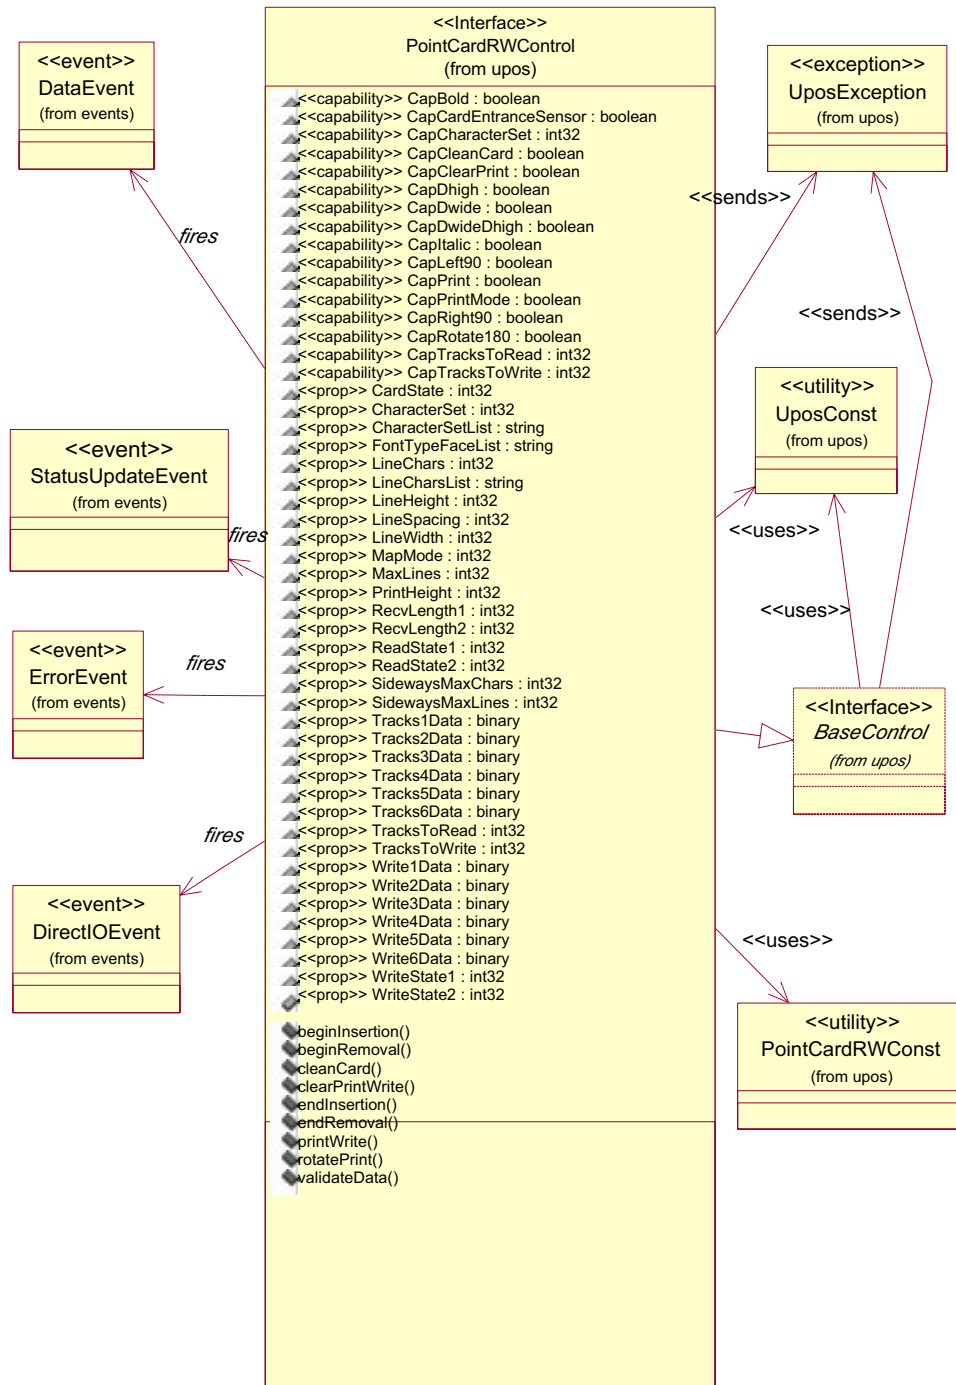 <<Interface>>
PointCardRWControl
(from upos)
<<capability>> CapBold : boolean
<<capability>> CapCardEntranceSensor : boolean
<<capability>> CapCharacterSet : int32
<<capability>> CapCleanCard : boolean
<<capability>> CapClearPrint : boolean
<<capability>> CapDhigh : boolean
<<capability>> CapDwide : boolean
<<capability>> CapDwideDhigh : boolean
<<capability>> CapItalic : boolean
<<capability>> CapLeft90 : boolean
<<capability>> CapPrint : boolean
<<capability>> CapPrintMode : boolean
<<capability>> CapRight90 : boolean
<<capability>> CapRotate180 : boolean
<<capability>> CapTracksToRead : int32
<<capability>> CapTracksToWrite : int32
<<prop>> CardState : int32
<<prop>> CharacterSet : int32
<<prop>> CharacterSetList : string
<<prop>> FontTypeFaceList : string
<<prop>> LineChars : int32
<<prop>> LineCharsList : string
<<prop>> LineHeight : int32
<<prop>> LineSpacing : int32
<<prop>> LineWidth : int32
<<prop>> MapMode : int32
<<prop>> MaxLines : int32
<<prop>> PrintHeight : int32
<<prop>> RecvLength1 : int32
<<prop>> RecvLength2 : int32
<<prop>> ReadState1 : int32
<<prop>> ReadState2 : int32
<<prop>> SidewaysMaxChars : int32
<<prop>> SidewaysMaxLines : int32
<<prop>> Tracks1Data : binary
<<prop>> Tracks2Data : binary
<<prop>> Tracks3Data : binary
<<prop>> Tracks4Data : binary
<<prop>> Tracks5Data : binary
<<prop>> Tracks6Data : binary
<<prop>> TracksToRead : int32
<<prop>> TracksToWrite : int32
<<prop>> Write1Data : binary
<<prop>> Write2Data : binary
<<prop>> Write3Data : binary
<<prop>> Write4Data : binary
<<prop>> Write5Data : binary
<<prop>> Write6Data : binary
<<prop>> WriteState1 : int32
<<prop>> WriteState2 : int32
beginInsertion()
beginRemoval()
cleanCard()
clearPrintWrite()
endInsertion()
endRemoval()
printWrite()
rotatePrint()
validateData()
<<event>>
DataEvent
(from events)
fires
<<event>>
StatusUpdateEvent
(from events)
fires
<<event>>
ErrorEvent
(from events)
fires
<<event>>
DirectIOEvent
(from events)
fires
<<exception>>
UposException
(from upos)
<<sends>>
<<sends>>
<<utility>>
UposConst
(from upos)
<<uses>>
<<uses>>
<<Interface>>
BaseControl
(from upos)
<<uses>>
<<utility>>
PointCardRWConst
(from upos)